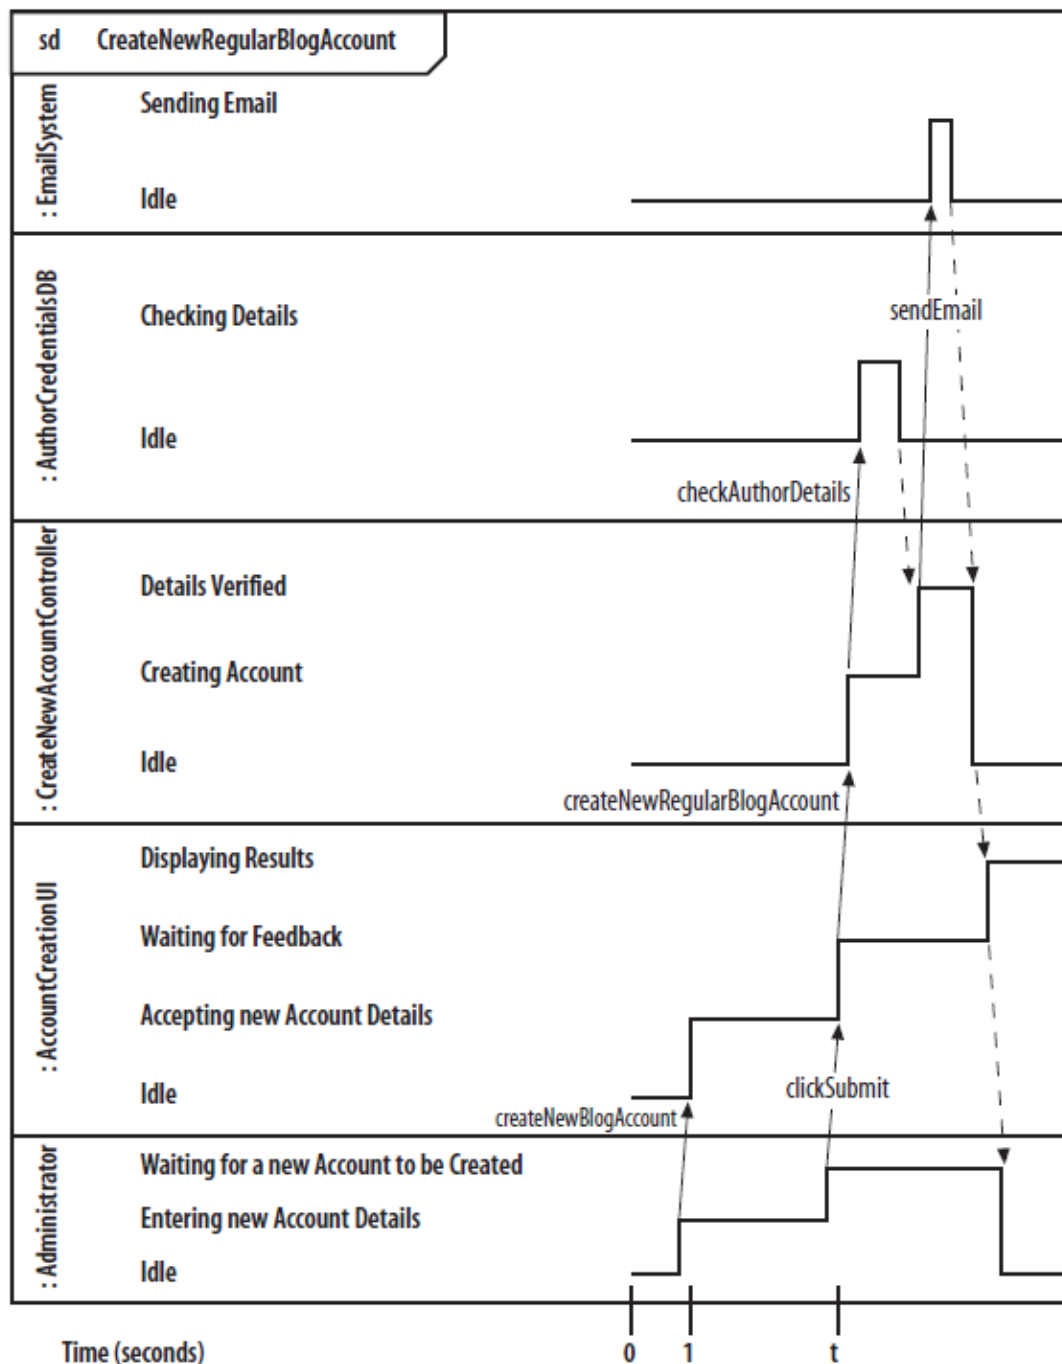 sd CreateNewRegularBlogAccount
: EmailSystem
Sending Email
Idle
: AuthorCredentialsDB
Checking Details
sendEmail
Idle
checkAuthorDetails
: CreateNewAccountController
Details Verified
Creating Account
Idle
createNewRegularBlogAccount
: AccountCreationUI
Displaying Results
Waiting for Feedback
Accepting new Account Details
Idle
clickSubmit
createNewBlogAccount
: Administrator
Waiting for a new Account to be Created
Entering new Account Details
Idle
Time (seconds) 0 1 t